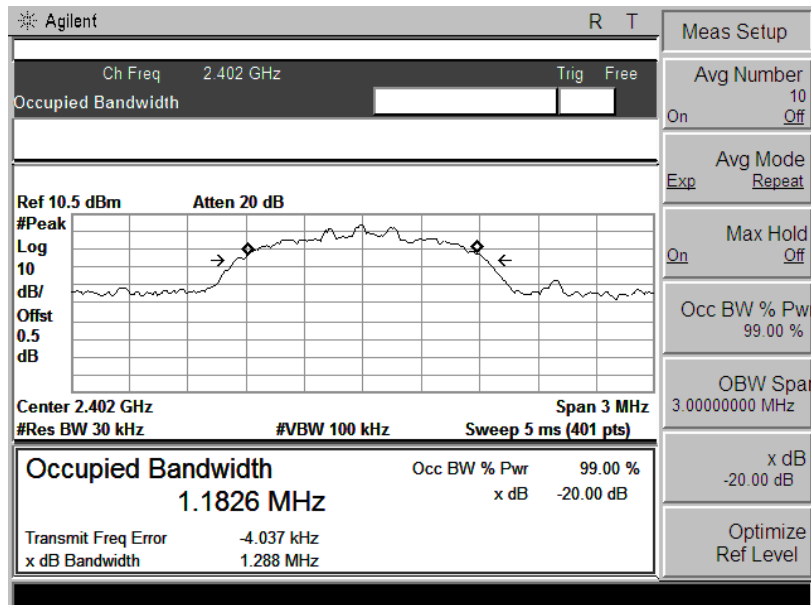 Agilent R T
Ch Freq 2.402 GHz Trig Free
Occupied Bandwidth
Ref 10.5 dBm Atten 20 dB
#Peak
Log
10
dB/
Offst
0.5
dB
Center 2.402 GHz Span 3 MHz
#Res BW 30 kHz #VBW 100 kHz Sweep 5 ms (401 pts)
Occupied Bandwidth Occ BW % Pwr 99.00 %
1.1826 MHz x dB -20.00 dB
Transmit Freq Error -4.037 kHz
x dB Bandwidth 1.288 MHz
Meas Setup
Avg Number
10
On Off
Avg Mode
Exp Repeat
Max Hold
On Off
Occ BW % Pwr
99.00 %
OBW Span
3.00000000 MHz
x dB
-20.00 dB
Optimize
Ref Level